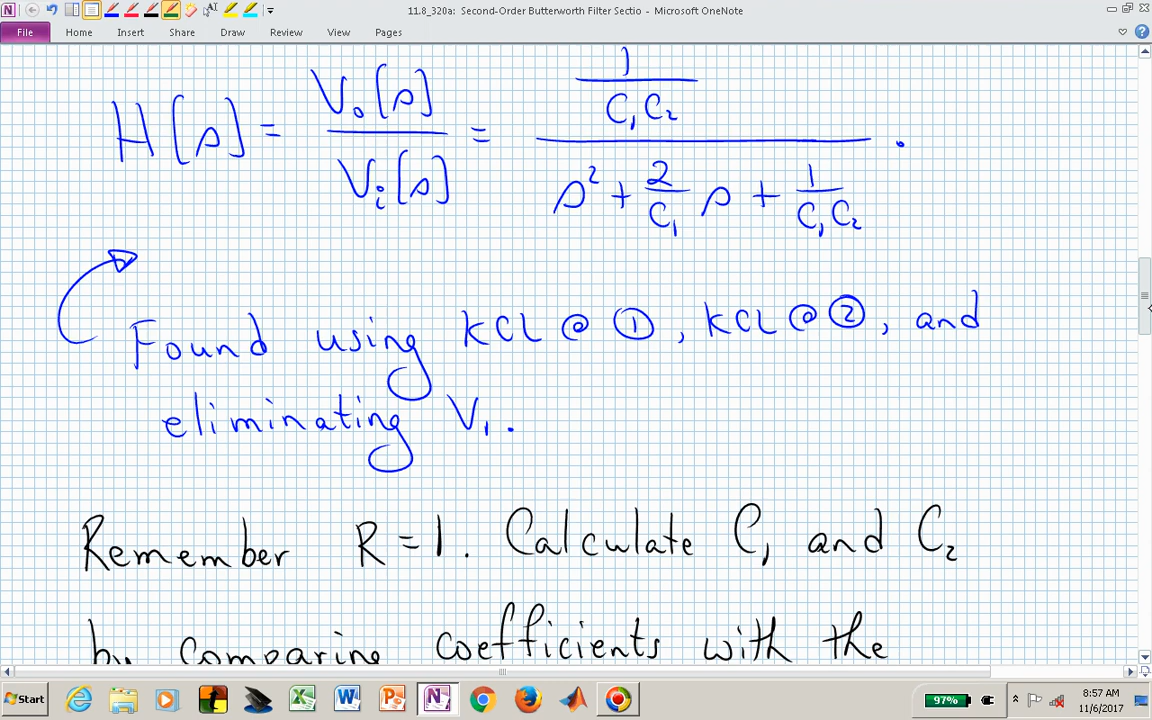 11.8_320a: Second-Order Butterworth Filter Sectio - Microsoft OneNote
File Home Insert Share Draw Review View Pages
H[s] = V₀[s] / Vᵢ[s] = (1 / C₁C₂) / (s² + (2 / C₁) s + 1 / C₁C₂) .
Found using KCL @ ①, KCL @ ②, and
eliminating V₁.
Remember R = 1. Calculate C₁ and C₂
by comparing coefficients with the
Start
97%
8:57 AM
11/6/2017